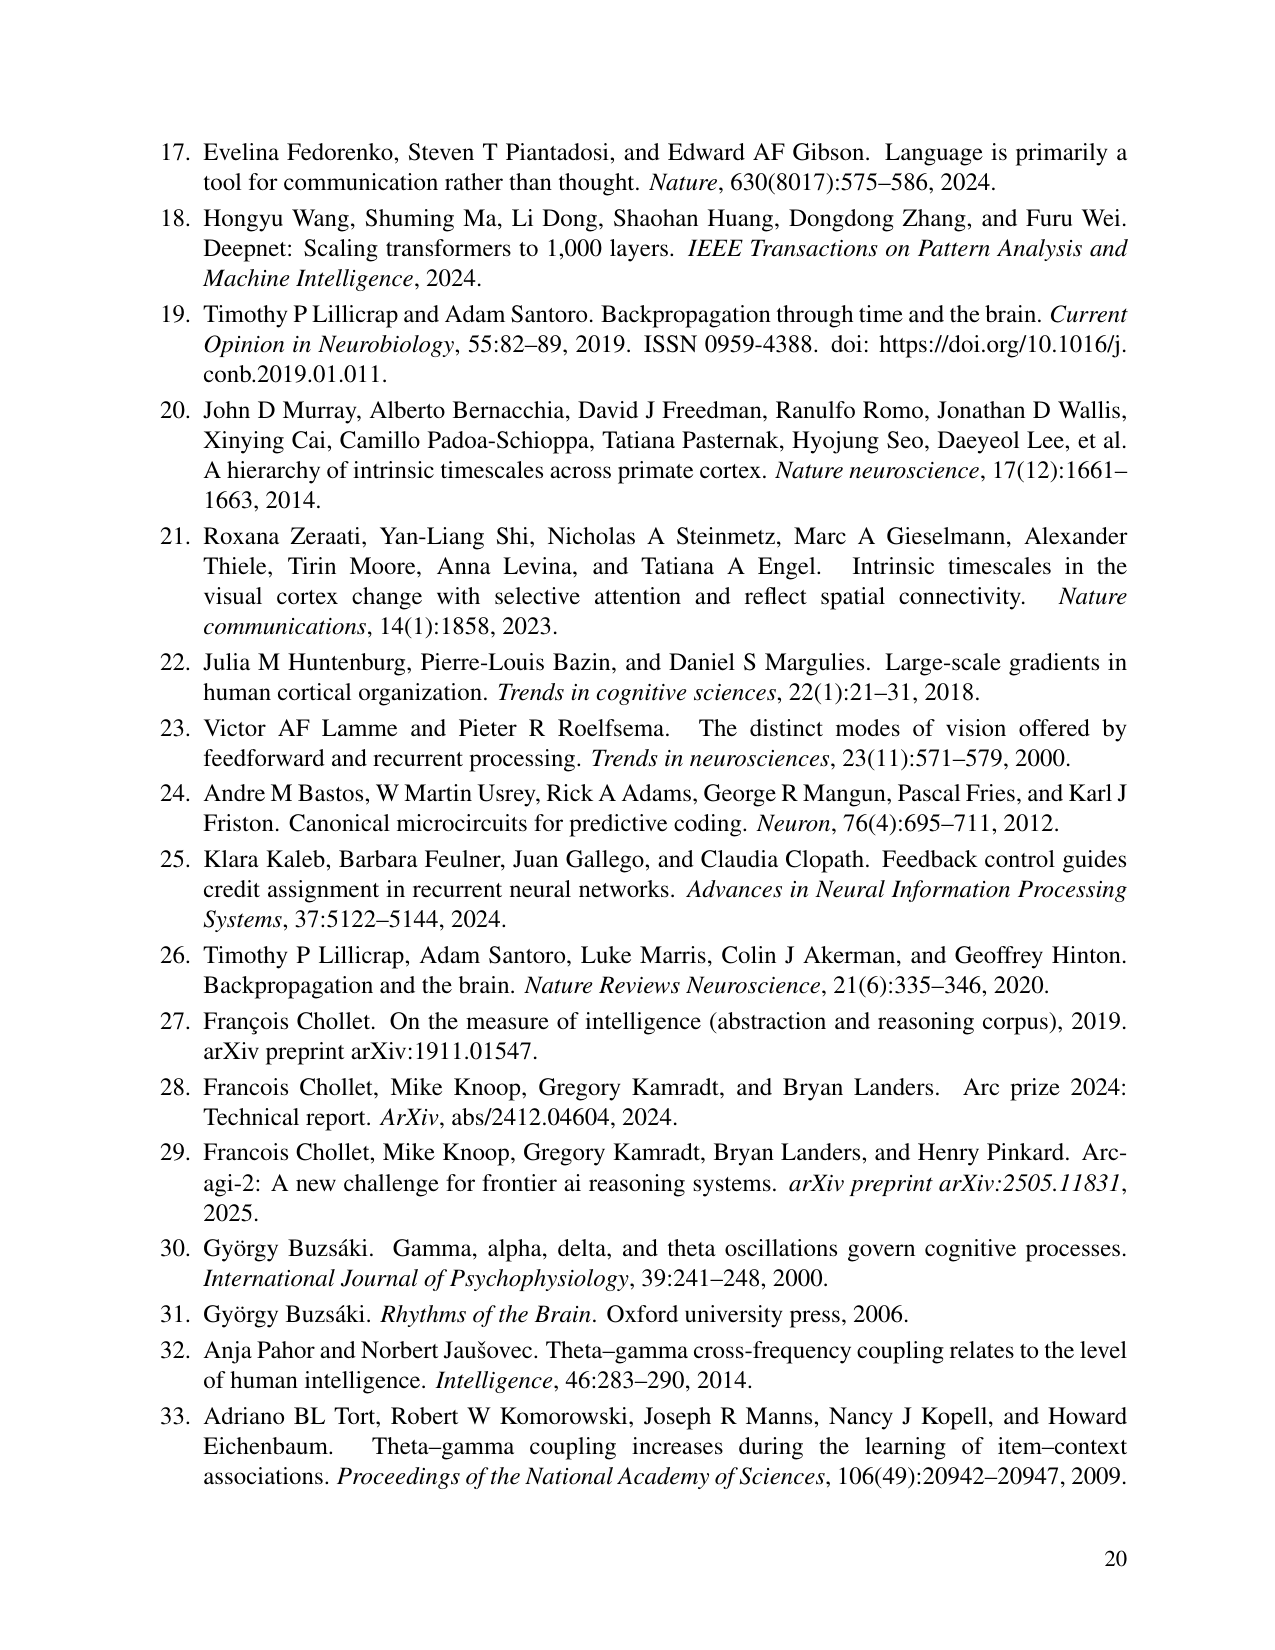 17. Evelina Fedorenko, Steven T Piantadosi, and Edward AF Gibson. Language is primarily a
tool for communication rather than thought. Nature, 630(8017):575–586, 2024.
18. Hongyu Wang, Shuming Ma, Li Dong, Shaohan Huang, Dongdong Zhang, and Furu Wei.
Deepnet: Scaling transformers to 1,000 layers. IEEE Transactions on Pattern Analysis and
Machine Intelligence, 2024.
19. Timothy P Lillicrap and Adam Santoro. Backpropagation through time and the brain. Current
Opinion in Neurobiology, 55:82–89, 2019. ISSN 0959-4388. doi: https://doi.org/10.1016/j.
conb.2019.01.011.
20. John D Murray, Alberto Bernacchia, David J Freedman, Ranulfo Romo, Jonathan D Wallis,
Xinying Cai, Camillo Padoa-Schioppa, Tatiana Pasternak, Hyojung Seo, Daeyeol Lee, et al.
A hierarchy of intrinsic timescales across primate cortex. Nature neuroscience, 17(12):1661–
1663, 2014.
21. Roxana Zeraati, Yan-Liang Shi, Nicholas A Steinmetz, Marc A Gieselmann, Alexander
Thiele, Tirin Moore, Anna Levina, and Tatiana A Engel. Intrinsic timescales in the
visual cortex change with selective attention and reflect spatial connectivity. Nature
communications, 14(1):1858, 2023.
22. Julia M Huntenburg, Pierre-Louis Bazin, and Daniel S Margulies. Large-scale gradients in
human cortical organization. Trends in cognitive sciences, 22(1):21–31, 2018.
23. Victor AF Lamme and Pieter R Roelfsema. The distinct modes of vision offered by
feedforward and recurrent processing. Trends in neurosciences, 23(11):571–579, 2000.
24. Andre M Bastos, W Martin Usrey, Rick A Adams, George R Mangun, Pascal Fries, and Karl J
Friston. Canonical microcircuits for predictive coding. Neuron, 76(4):695–711, 2012.
25. Klara Kaleb, Barbara Feulner, Juan Gallego, and Claudia Clopath. Feedback control guides
credit assignment in recurrent neural networks. Advances in Neural Information Processing
Systems, 37:5122–5144, 2024.
26. Timothy P Lillicrap, Adam Santoro, Luke Marris, Colin J Akerman, and Geoffrey Hinton.
Backpropagation and the brain. Nature Reviews Neuroscience, 21(6):335–346, 2020.
27. François Chollet. On the measure of intelligence (abstraction and reasoning corpus), 2019.
arXiv preprint arXiv:1911.01547.
28. Francois Chollet, Mike Knoop, Gregory Kamradt, and Bryan Landers. Arc prize 2024:
Technical report. ArXiv, abs/2412.04604, 2024.
29. Francois Chollet, Mike Knoop, Gregory Kamradt, Bryan Landers, and Henry Pinkard. Arc-
agi-2: A new challenge for frontier ai reasoning systems. arXiv preprint arXiv:2505.11831,
2025.
30. György Buzsáki. Gamma, alpha, delta, and theta oscillations govern cognitive processes.
International Journal of Psychophysiology, 39:241–248, 2000.
31. György Buzsáki. Rhythms of the Brain. Oxford university press, 2006.
32. Anja Pahor and Norbert Jaušovec. Theta–gamma cross-frequency coupling relates to the level
of human intelligence. Intelligence, 46:283–290, 2014.
33. Adriano BL Tort, Robert W Komorowski, Joseph R Manns, Nancy J Kopell, and Howard
Eichenbaum. Theta–gamma coupling increases during the learning of item–context
associations. Proceedings of the National Academy of Sciences, 106(49):20942–20947, 2009.
20